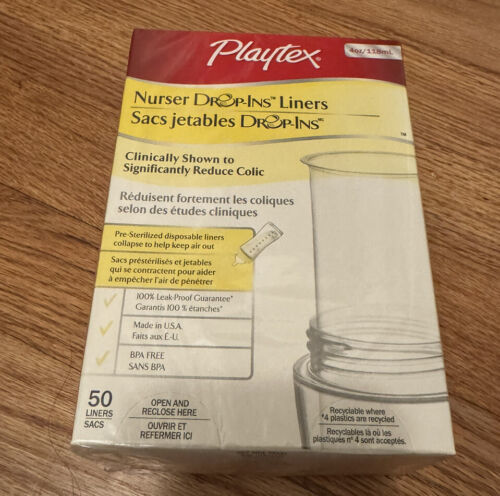 Playtex®
4oz/118mL
Nurser DROP-INS™ Liners
Sacs jetables DROP-INSMC
™
Clinically Shown to
Significantly Reduce Colic
Réduisent fortement les coliques
selon des études cliniques
Pre-Sterilized disposable liners
collapse to help keep air out
Sacs préstérilisés et jetables
qui se contractent pour aider
à empêcher l'air de pénétrer
100% Leak-Proof Guarantee*
Garantis 100 % étanches*
Made in U.S.A.
Faits aux É.-U.
BPA FREE
SANS BPA
50
LINERS
SACS
OPEN AND
RECLOSE HERE
OUVRIR ET
REFERMER ICI
Recyclable where
#4 plastics are recycled
Recyclables là où les
plastiques n° 4 sont acceptés.